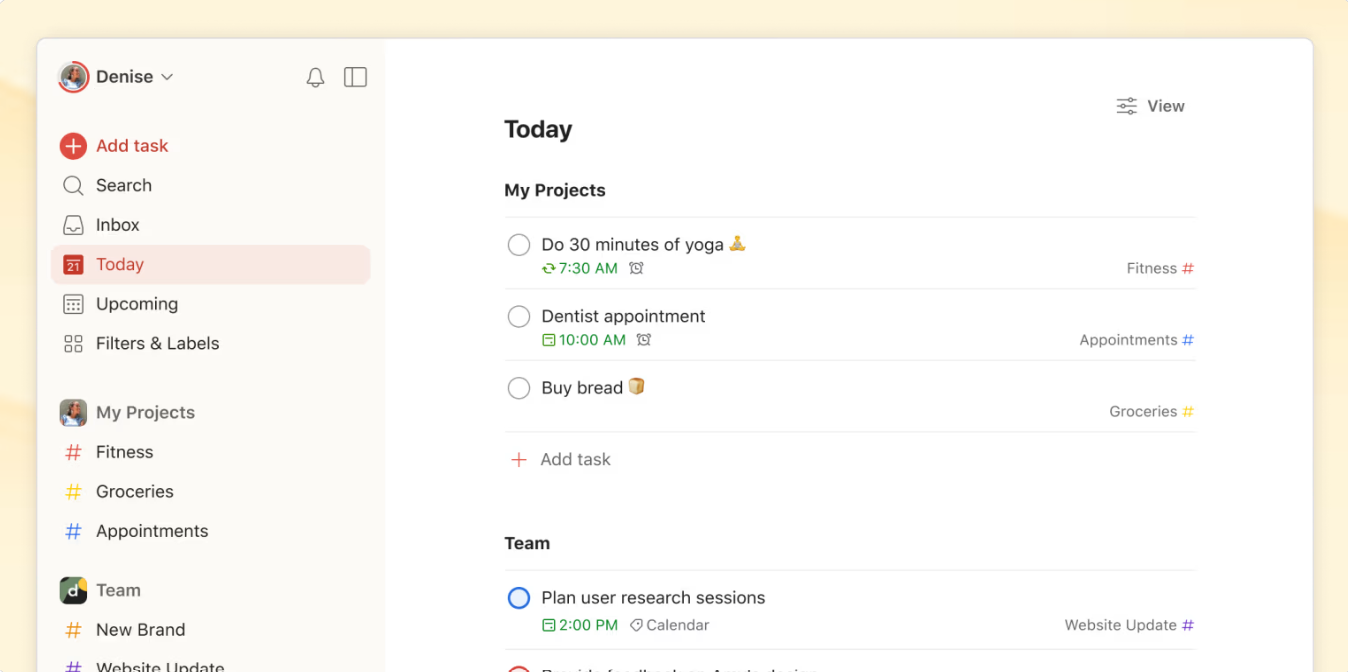 Denise
Add task
Search
Inbox
21 Today
Upcoming
Filters & Labels
My Projects
# Fitness
# Groceries
# Appointments
d Team
# New Brand
# Website Update
View
Today
My Projects
Do 30 minutes of yoga 🧘
7:30 AM
Fitness #
Dentist appointment
10:00 AM
Appointments #
Buy bread 🍞
Groceries #
+ Add task
Team
Plan user research sessions
2:00 PM Calendar
Website Update #